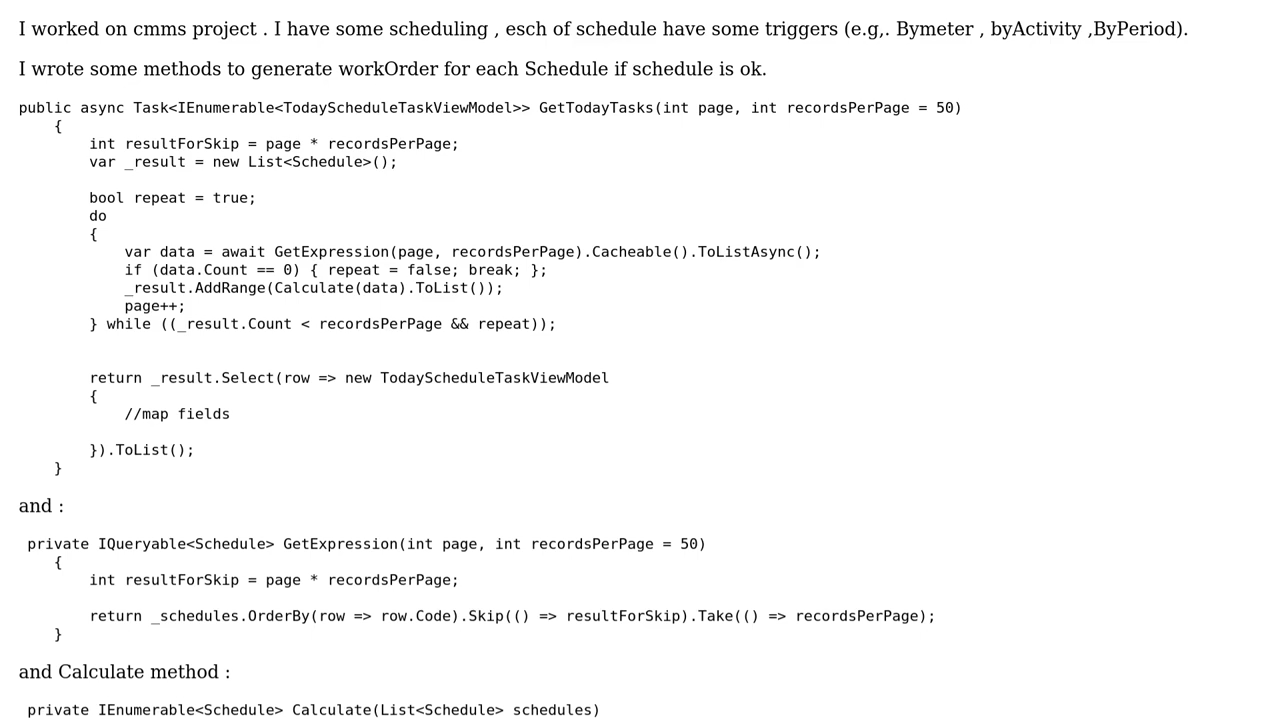 I worked on cmms project . I have some scheduling , esch of schedule have some triggers (e.g,. Bymeter , byActivity ,ByPeriod).
I wrote some methods to generate workOrder for each Schedule if schedule is ok.
public async Task<IEnumerable<TodayScheduleTaskViewModel>> GetTodayTasks(int page, int recordsPerPage = 50)
    {
        int resultForSkip = page * recordsPerPage;
        var _result = new List<Schedule>();

        bool repeat = true;
        do
        {
            var data = await GetExpression(page, recordsPerPage).Cacheable().ToListAsync();
            if (data.Count == 0) { repeat = false; break; };
            _result.AddRange(Calculate(data).ToList());
            page++;
        } while ((_result.Count < recordsPerPage && repeat));

        return _result.Select(row => new TodayScheduleTaskViewModel
        {
            //map fields

        }).ToList();
    }
and :
 private IQueryable<Schedule> GetExpression(int page, int recordsPerPage = 50)
    {
        int resultForSkip = page * recordsPerPage;

        return _schedules.OrderBy(row => row.Code).Skip(() => resultForSkip).Take(() => recordsPerPage);
    }
and Calculate method :
 private IEnumerable<Schedule> Calculate(List<Schedule> schedules)